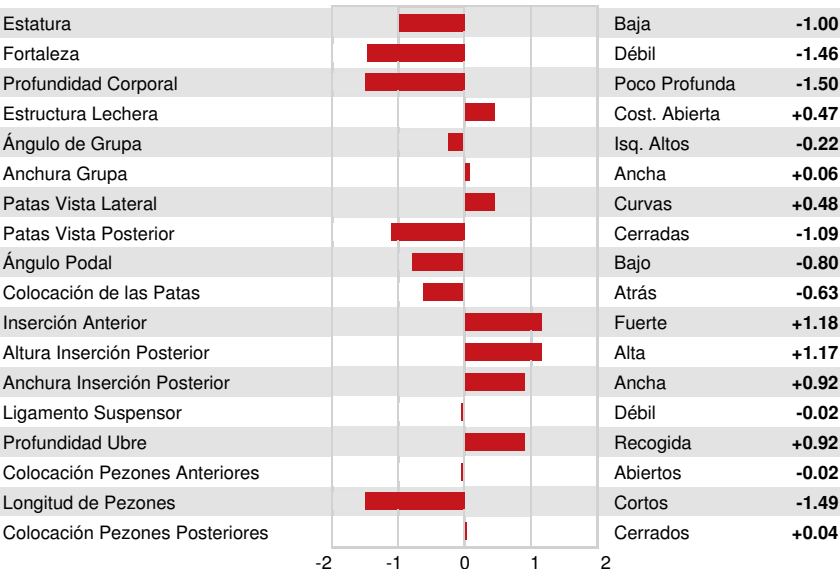 Estatura Baja -1.00
Fortaleza Débil -1.46
Profundidad Corporal Poco Profunda -1.50
Estructura Lechera Cost. Abierta +0.47
Ángulo de Grupa Isq. Altos -0.22
Anchura Grupa Ancha +0.06
Patas Vista Lateral Curvas +0.48
Patas Vista Posterior Cerradas -1.09
Ángulo Podal Bajo -0.80
Colocación de las Patas Atrás -0.63
Inserción Anterior Fuerte +1.18
Altura Inserción Posterior Alta +1.17
Anchura Inserción Posterior Ancha +0.92
Ligamento Suspensor Débil -0.02
Profundidad Ubre Recogida +0.92
Colocación Pezones Anteriores Abiertos -0.02
Longitud de Pezones Cortos -1.49
Colocación Pezones Posteriores Cerrados +0.04
-2 -1 0 1 2